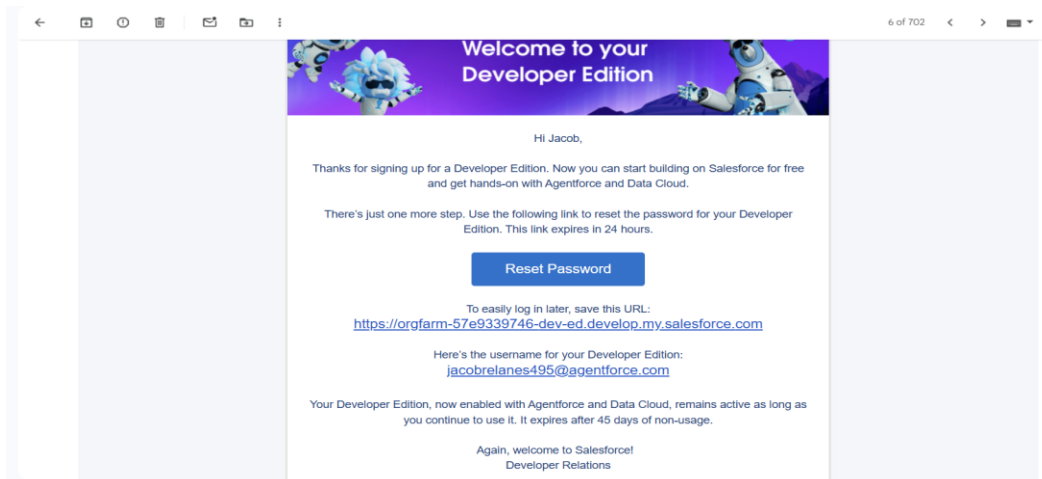 6 of 702
Welcome to your
Developer Edition
Hi Jacob,
Thanks for signing up for a Developer Edition. Now you can start building on Salesforce for free
and get hands-on with Agentforce and Data Cloud.
There's just one more step. Use the following link to reset the password for your Developer
Edition. This link expires in 24 hours.
Reset Password
To easily log in later, save this URL:
https://orgfarm-57e9339746-dev-ed.develop.my.salesforce.com
Here's the username for your Developer Edition:
jacobrelanes495@agentforce.com
Your Developer Edition, now enabled with Agentforce and Data Cloud, remains active as long as
you continue to use it. It expires after 45 days of non-usage.
Again, welcome to Salesforce!
Developer Relations